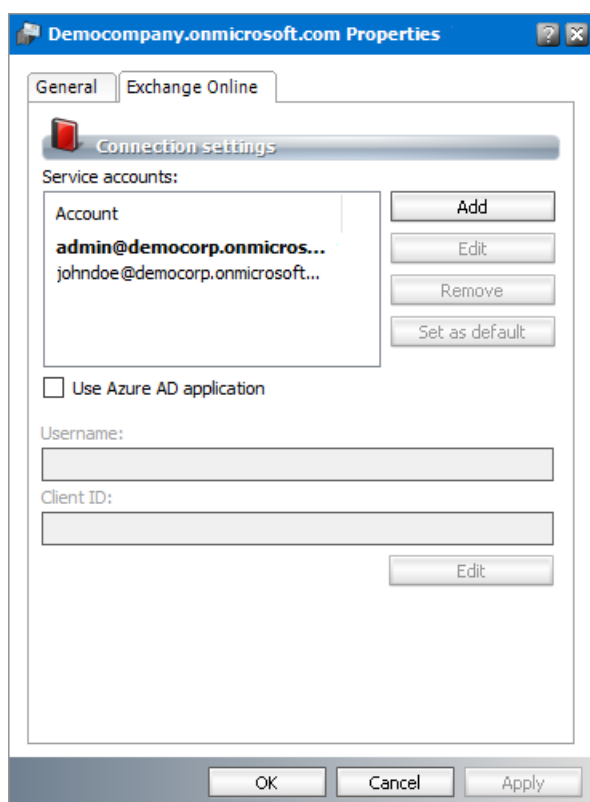 Democompany.onmicrosoft.com Properties
General Exchange Online
Connection settings
Service accounts:
Account
admin@democorp.onmicros...
johndoe@democorp.onmicrosoft...
Add
Edit
Remove
Set as default
Use Azure AD application
Username:
Client ID:
Edit
OK Cancel Apply